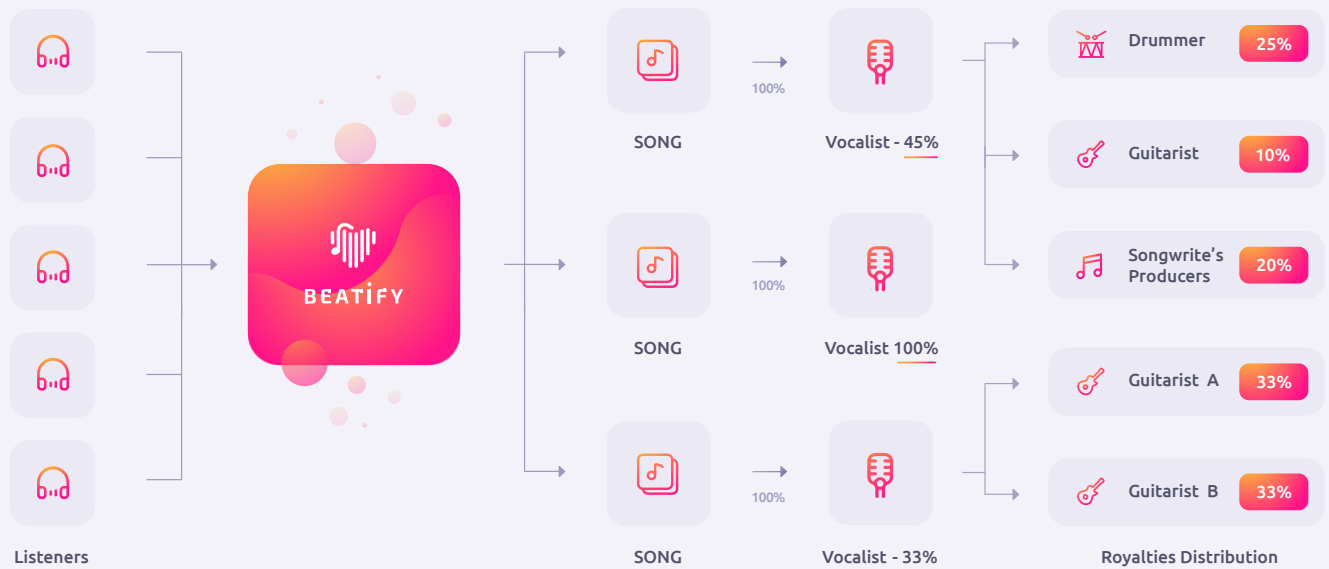 Listeners
BEATIFY
SONG
100%
Vocalist - 45%
Drummer
25%
Guitarist
10%
Songwrite's
Producers
20%
SONG
100%
Vocalist 100%
SONG
100%
Vocalist - 33%
Guitarist A
33%
Guitarist B
33%
Royalties Distribution